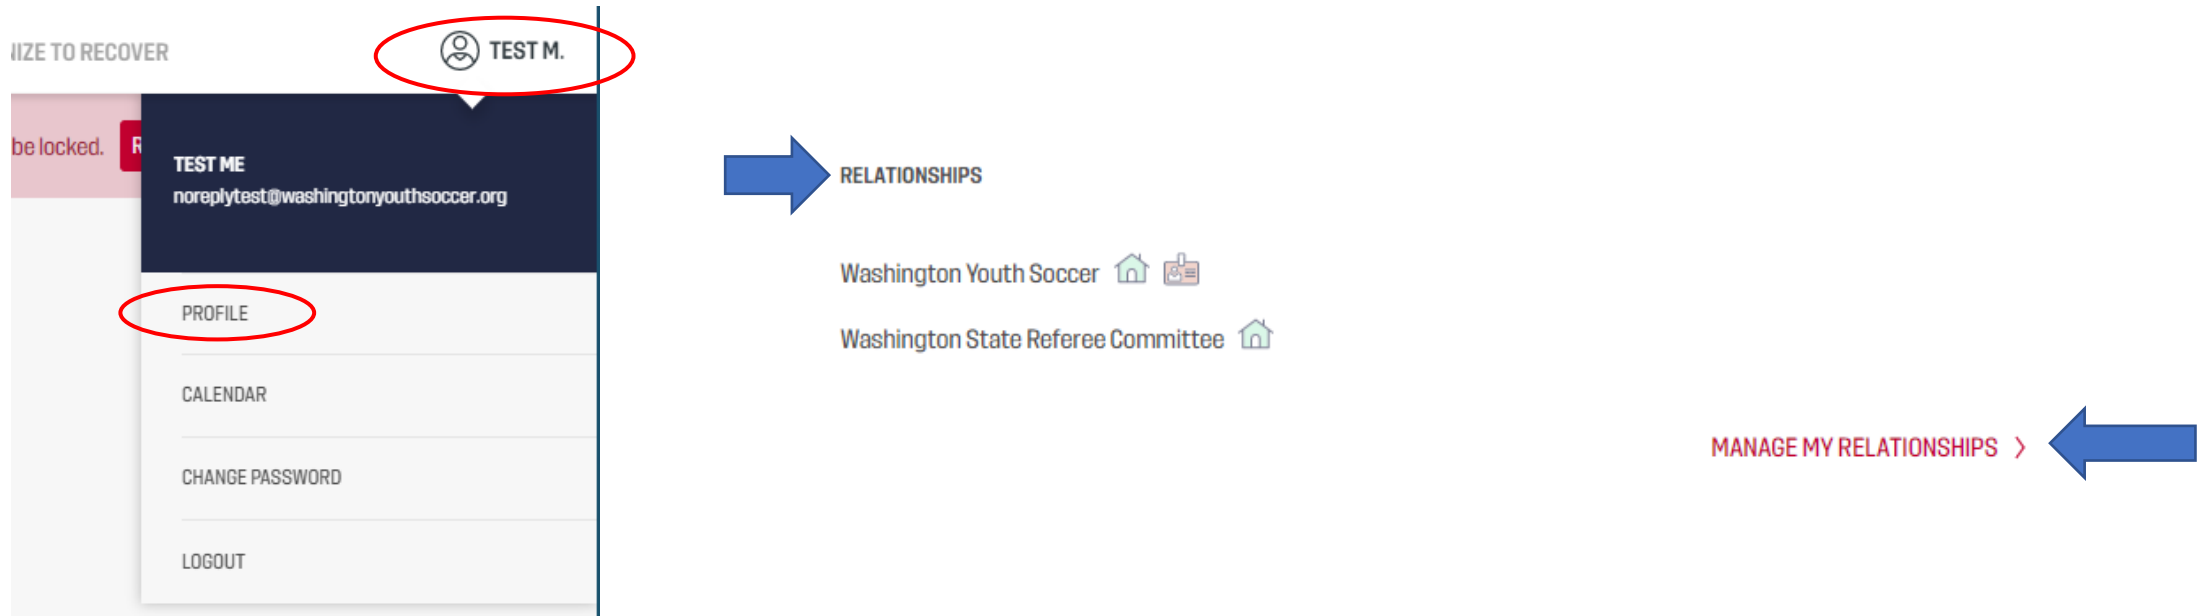 TO RECOVER
TEST M.
be locked.
TEST ME
noreplytest@washingtonyouthsoccer.org
PROFILE
CALENDAR
CHANGE PASSWORD
LOGOUT
RELATIONSHIPS
Washington Youth Soccer
Washington State Referee Committee
MANAGE MY RELATIONSHIPS >